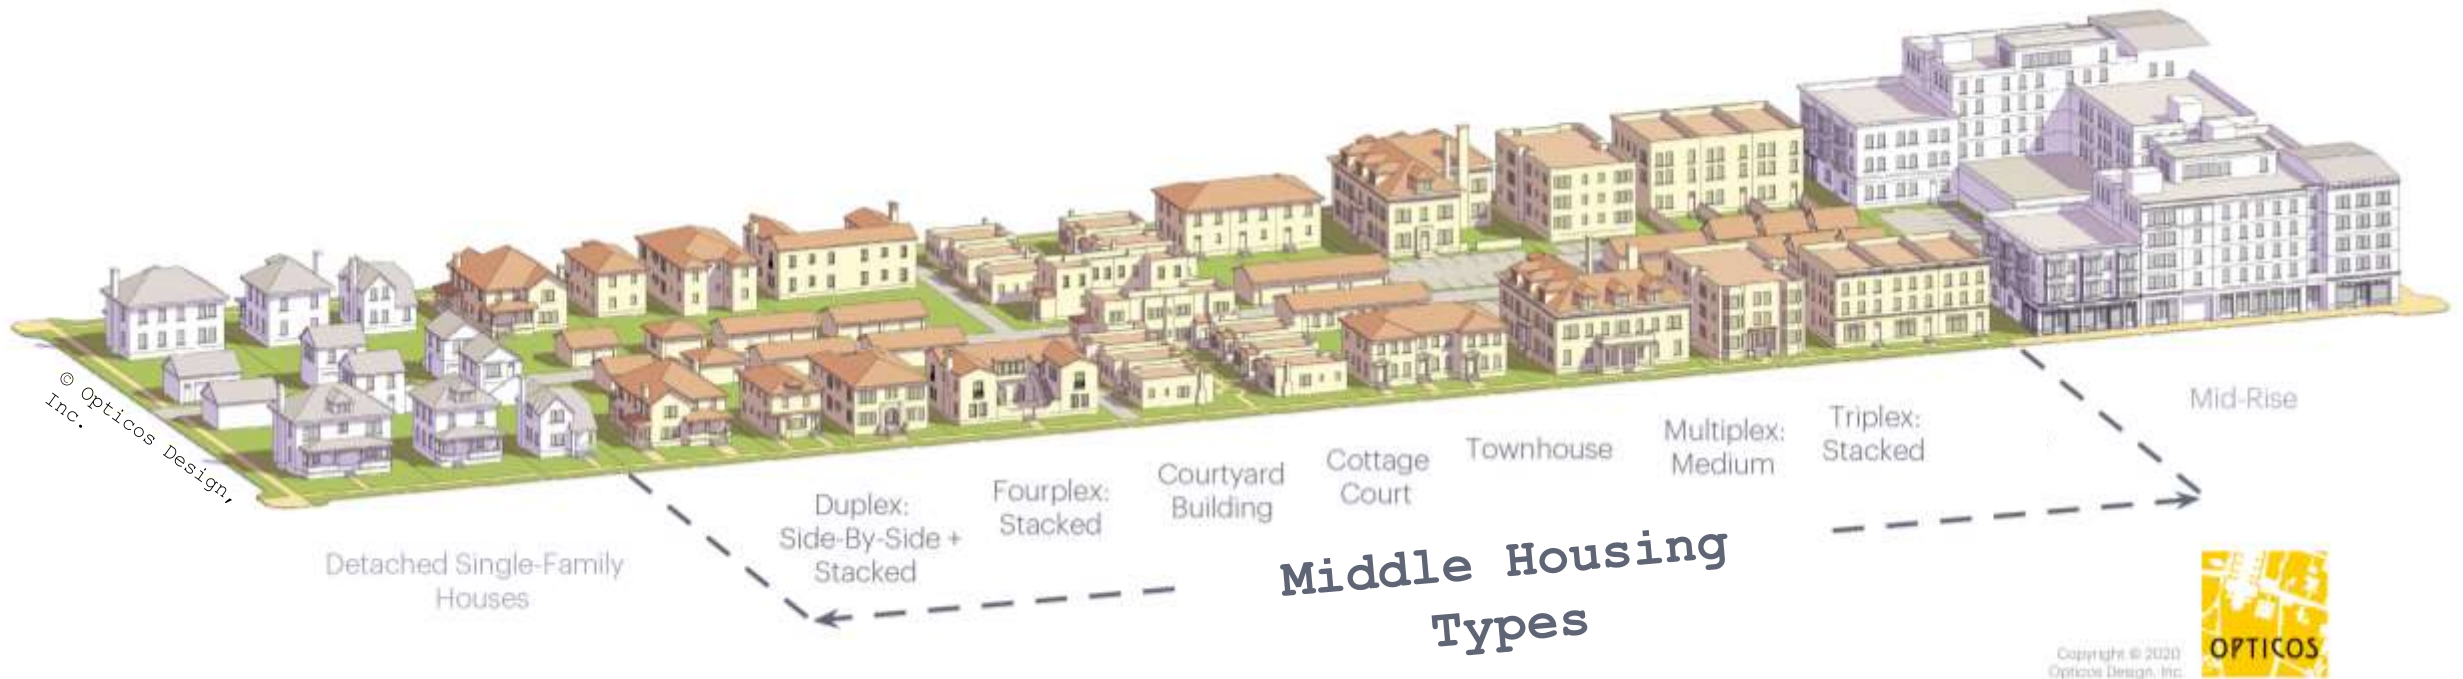 © Opticos Design,
Inc.
Detached Single-Family
Houses
Duplex:
Side-By-Side +
Stacked
Fourplex:
Stacked
Courtyard
Building
Cottage
Court
Townhouse
Multiplex:
Medium
Triplex:
Stacked
Mid-Rise
Middle Housing
Types
Copyright © 2020
Opticos Design, Inc.
OPTICOS